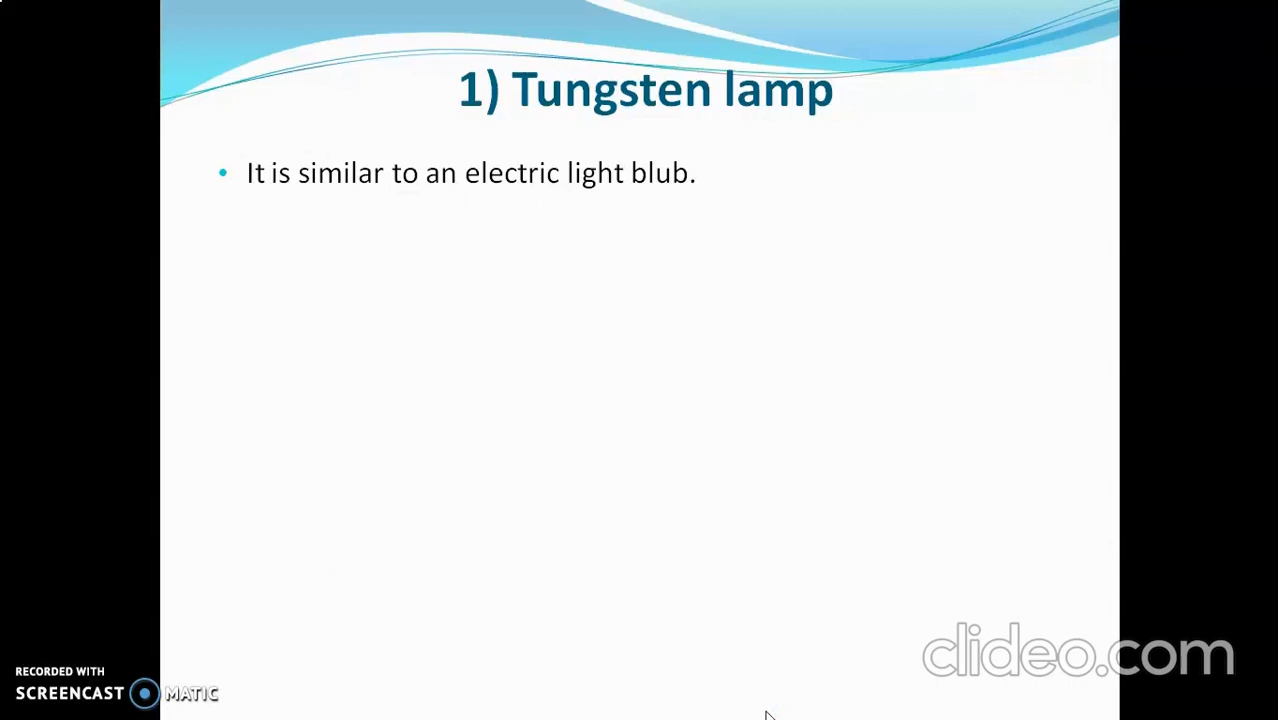 1) Tungsten lamp
• It is similar to an electric light blub.
clideo.com
RECORDED WITH
SCREENCAST MATIC